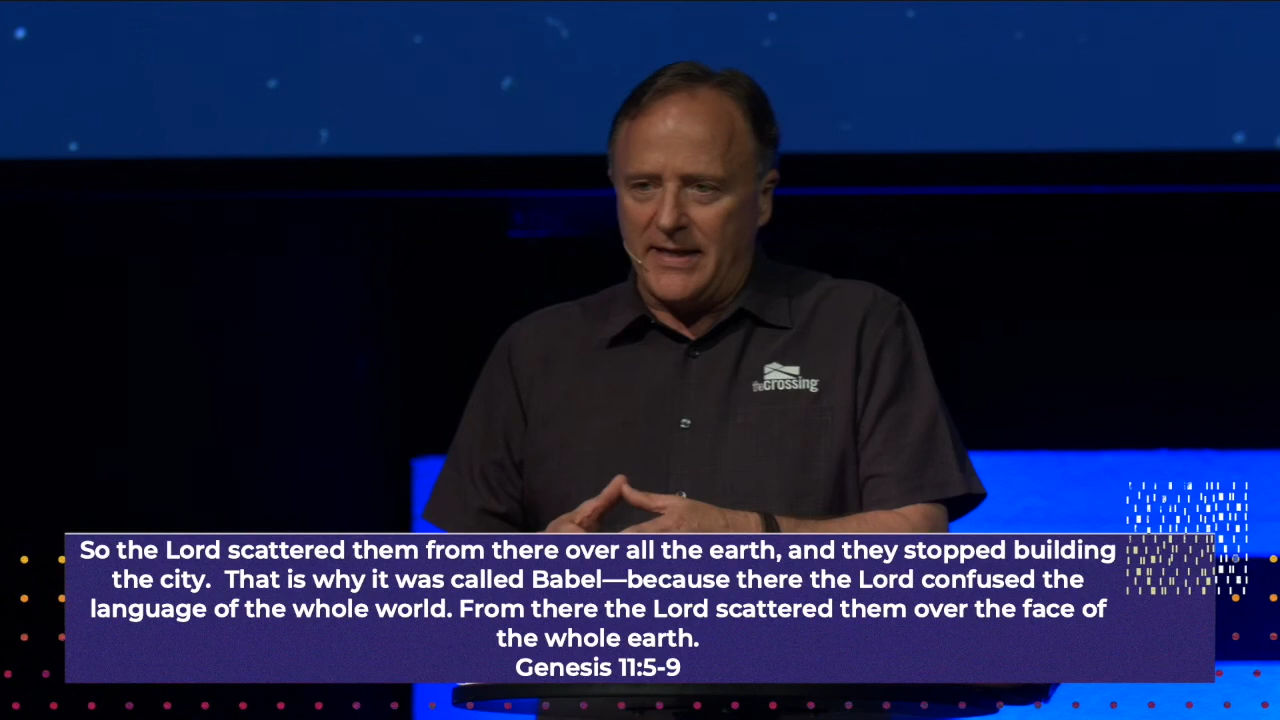 the crossing
So the Lord scattered them from there over all the earth, and they stopped building
the city.  That is why it was called Babel—because there the Lord confused the
language of the whole world. From there the Lord scattered them over the face of
the whole earth.
Genesis 11:5-9